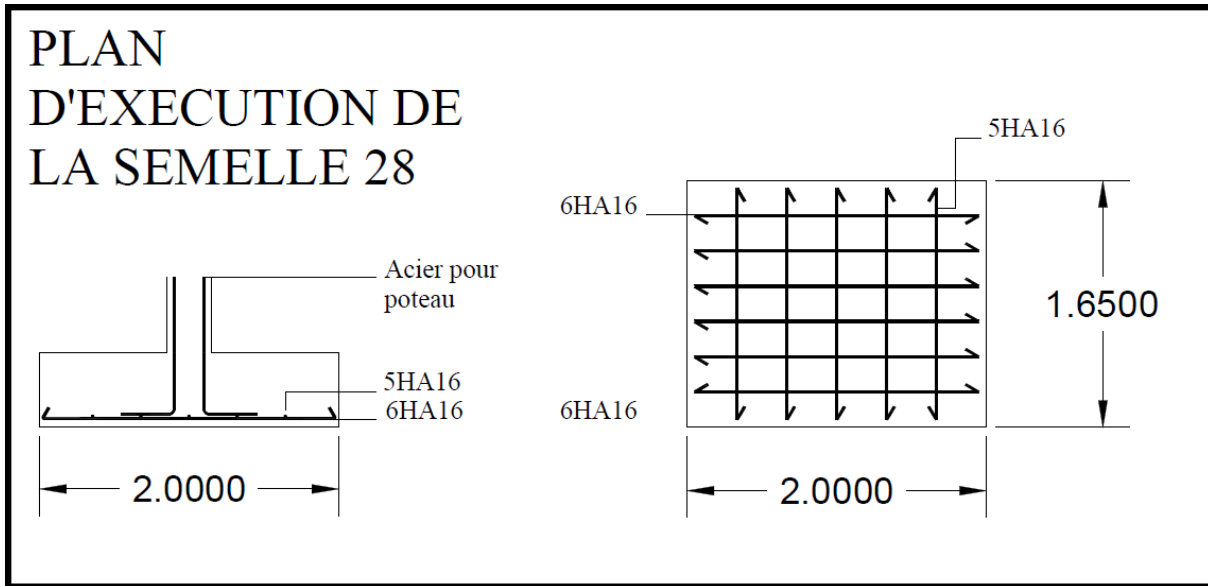 PLAN
D'EXECUTION DE
LA SEMELLE 28
Acier pour
poteau
5HA16
6HA16
2.0000
5HA16
6HA16
6HA16
1.6500
2.0000